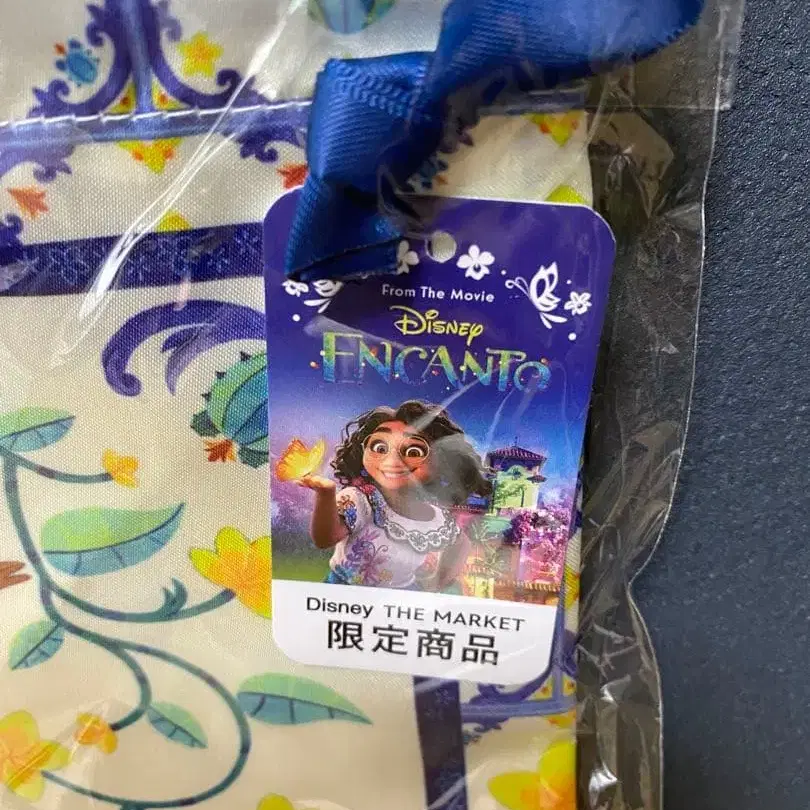 From The Movie
Disney
ENCANTO
Disney THE MARKET
限定商品